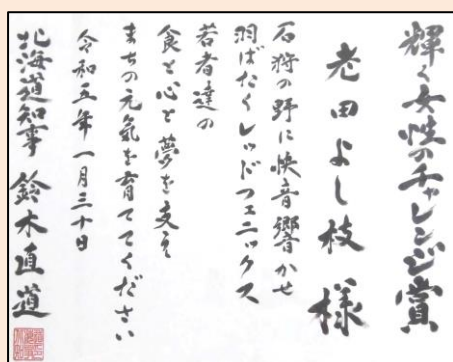 輝く女性のチャレンジ賞
老田よし枝 様
石狩の野に快音響かせ
羽ばたくレッドフェニックス
若者達の
食と心と夢を支え
まちの元気を育ててください
令和五年一月三十日
北海道知事 鈴木直道